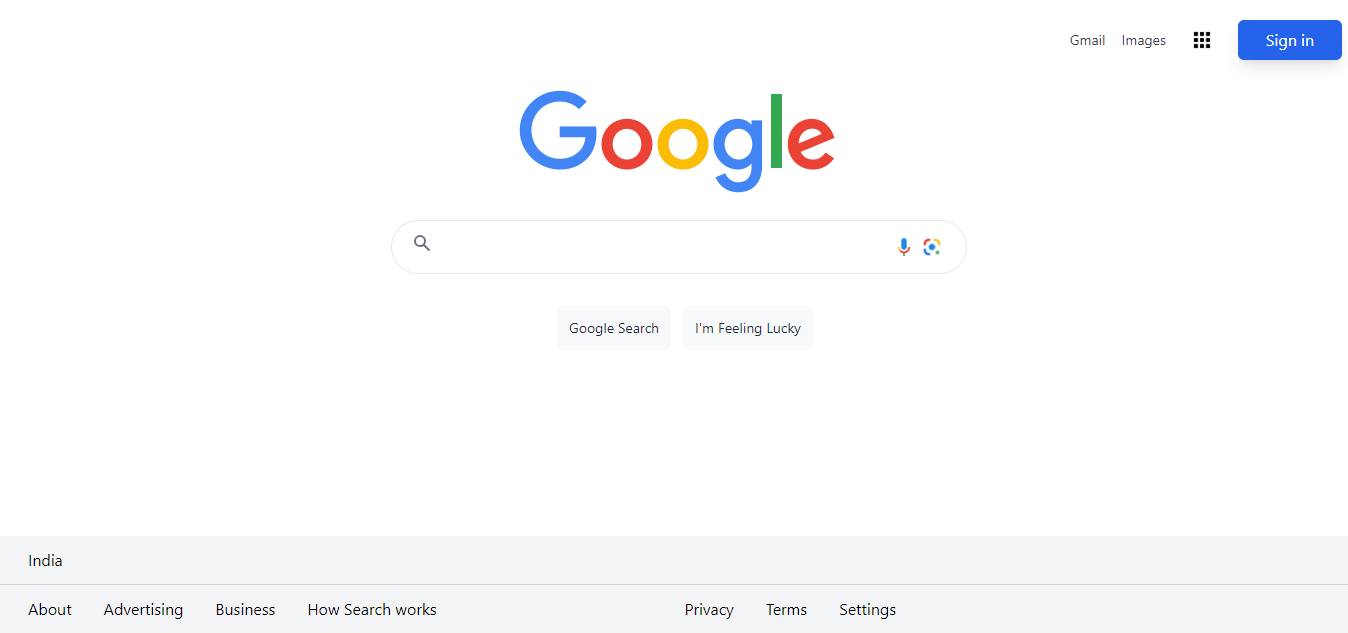 Gmail Images Sign in
Google
Google Search I'm Feeling Lucky
India
About Advertising Business How Search works Privacy Terms Settings